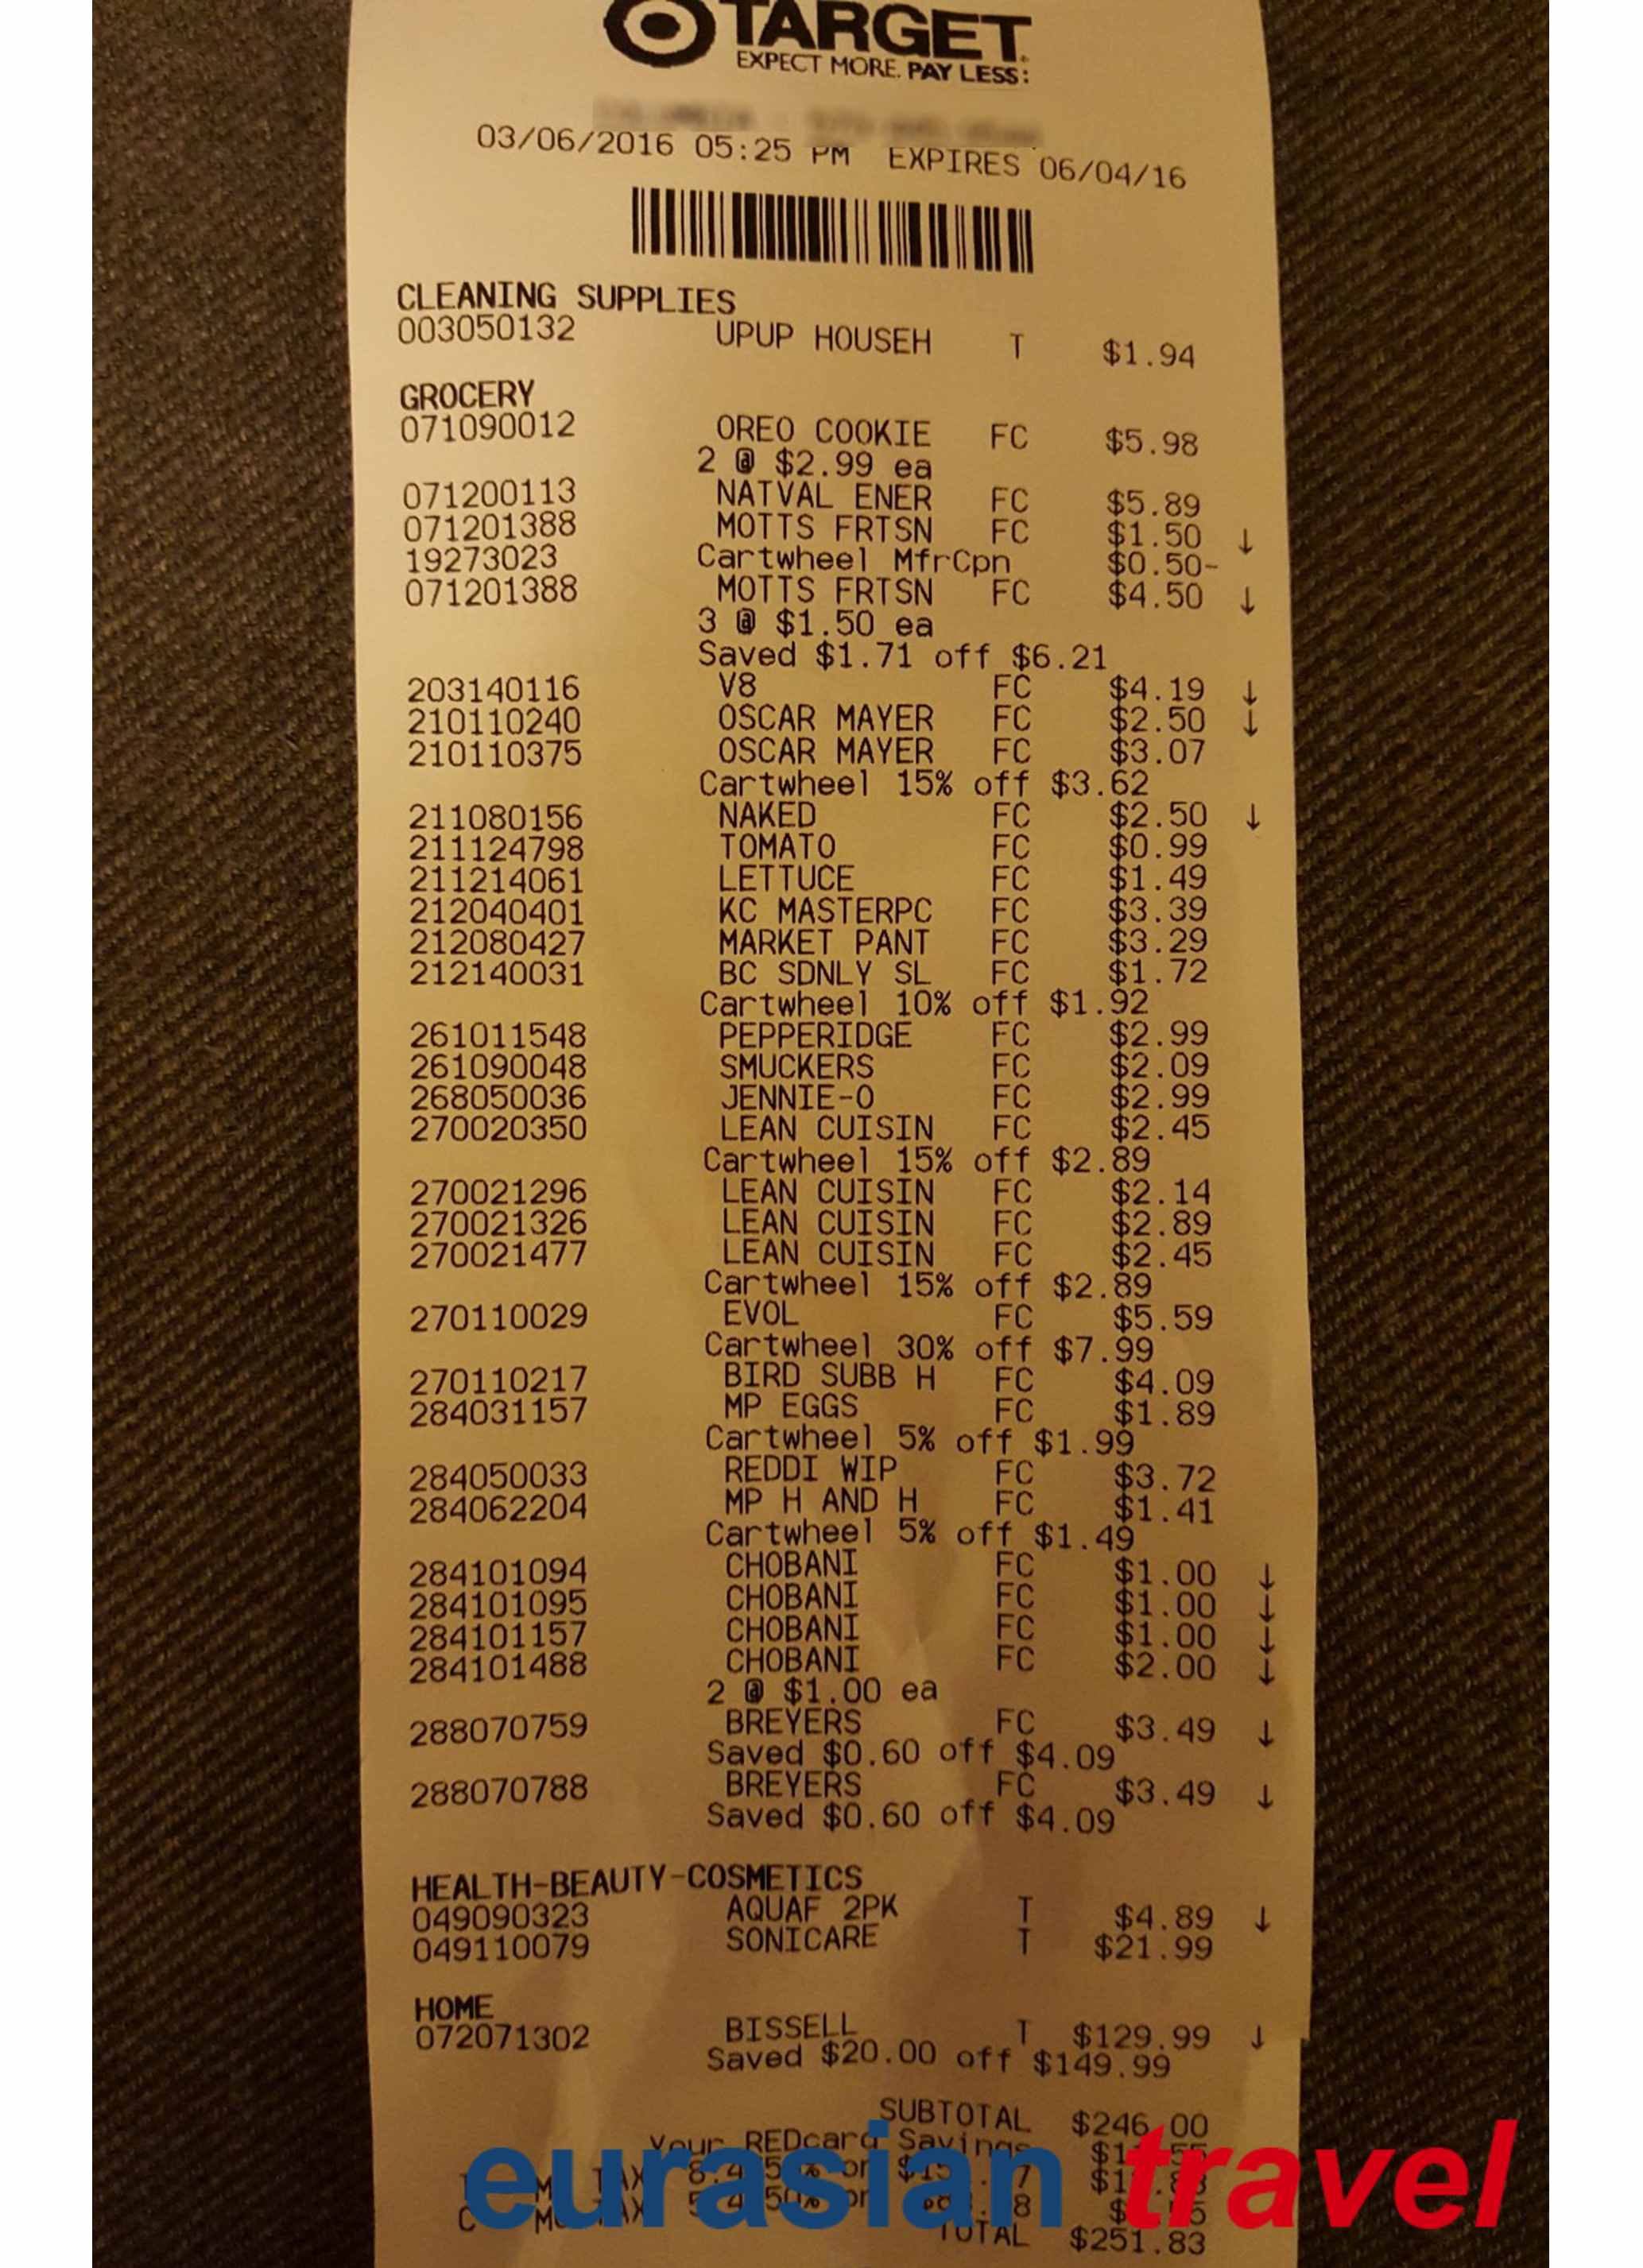 TARGET
EXPECT MORE. PAY LESS.
03/06/2016 05:25 PM EXPIRES 06/04/16
CLEANING SUPPLIES
003050132 UPUP HOUSEH T $1.94
GROCERY
071090012 OREO COOKIE FC $5.98
2 @ $2.99 ea
071200113 NATVAL ENER FC $5.89
071201388 MOTTS FRTSN FC $1.50 ↓
19273023 Cartwheel MfrCpn $0.50-
071201388 MOTTS FRTSN FC $4.50 ↓
3 @ $1.50 ea
Saved $1.71 off $6.21
203140116 V8 FC $4.19 ↓
210110240 OSCAR MAYER FC $2.50 ↓
210110375 OSCAR MAYER FC $3.07
Cartwheel 15% off $3.62
211080156 NAKED FC $2.50 ↓
211124798 TOMATO FC $0.99
211214061 LETTUCE FC $1.49
212040401 KC MASTERPC FC $3.39
212080427 MARKET PANT FC $3.29
212140031 BC SDNLY SL FC $1.72
Cartwheel 10% off $1.92
261011548 PEPPERIDGE FC $2.99
261090048 SMUCKERS FC $2.09
268050036 JENNIE-O FC $2.99
270020350 LEAN CUISIN FC $2.45
Cartwheel 15% off $2.89
270021296 LEAN CUISIN FC $2.14
270021326 LEAN CUISIN FC $2.89
270021477 LEAN CUISIN FC $2.45
Cartwheel 15% off $2.89
270110029 EVOL FC $5.59
Cartwheel 30% off $7.99
270110217 BIRD SUBB H FC $4.09
284031157 MP EGGS FC $1.89
Cartwheel 5% off $1.99
284050033 REDDI WIP FC $3.72
284062204 MP H AND H FC $1.41
Cartwheel 5% off $1.49
284101094 CHOBANI FC $1.00 ↓
284101095 CHOBANI FC $1.00 ↓
284101157 CHOBANI FC $1.00 ↓
284101488 CHOBANI FC $2.00 ↓
2 @ $1.00 ea
288070759 BREYERS FC $3.49 ↓
Saved $0.60 off $4.09
288070788 BREYERS FC $3.49 ↓
Saved $0.60 off $4.09
HEALTH-BEAUTY-COSMETICS
049090323 AQUAF 2PK T $4.89 ↓
049110079 SONICARE T $21.99
HOME
072071302 BISSELL T $129.99 ↓
Saved $20.00 off $149.99
SUBTOTAL $246.00
Your REDcard Savings
TAX
TAX
TOTAL $251.83
eurasian travel